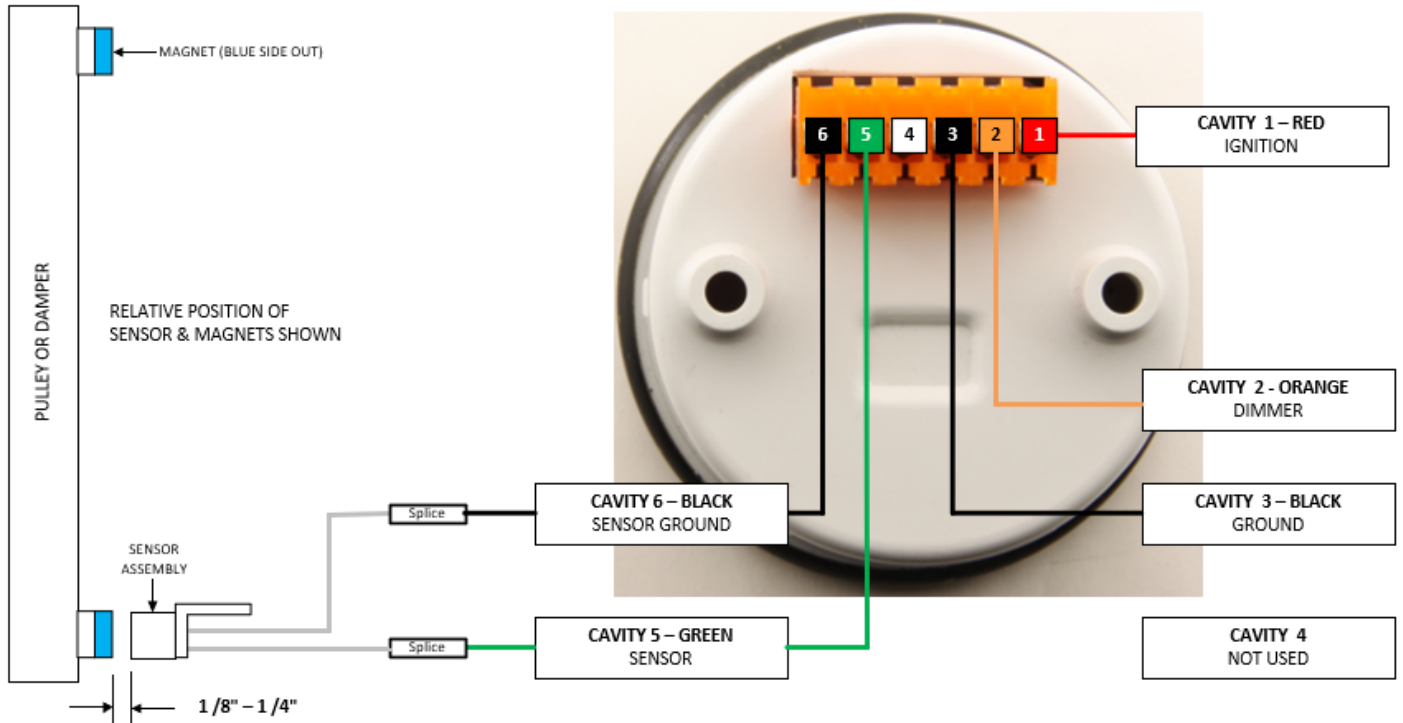 MAGNET (BLUE SIDE OUT)
6 5 4 3 2 1
CAVITY 1 – RED
IGNITION
PULLEY OR DAMPER
RELATIVE POSITION OF
SENSOR & MAGNETS SHOWN
CAVITY 2 - ORANGE
DIMMER
Splice
CAVITY 6 – BLACK
SENSOR GROUND
CAVITY 3 – BLACK
GROUND
SENSOR
ASSEMBLY
Splice
CAVITY 5 – GREEN
SENSOR
CAVITY 4
NOT USED
1 /8" – 1 /4"